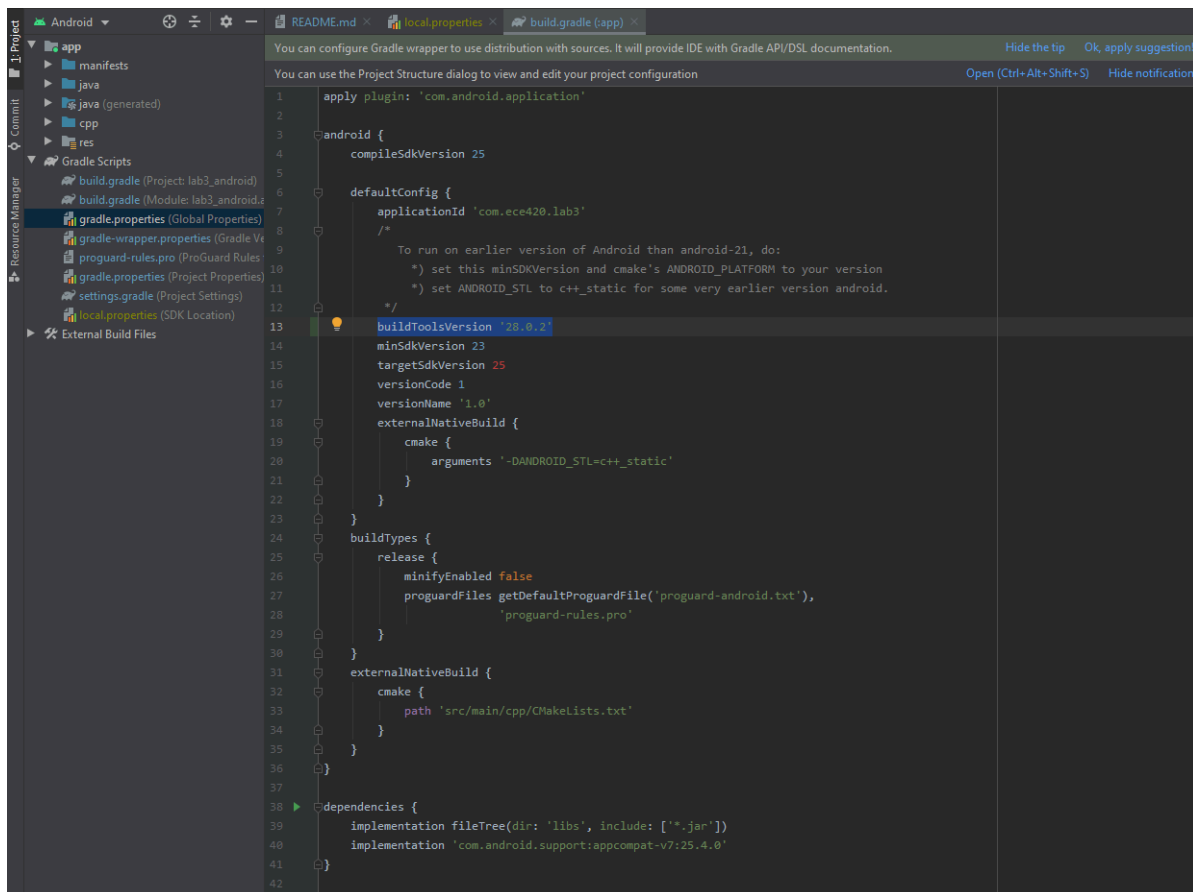 Android
README.md
local.properties
build.gradle (:app)
1: Project
Commit
Resource Manager
app
manifests
java
java (generated)
cpp
res
Gradle Scripts
build.gradle (Project: lab3_android)
build.gradle (Module: lab3_android.a
gradle.properties (Global Properties)
gradle-wrapper.properties (Gradle Ve
proguard-rules.pro (ProGuard Rules
gradle.properties (Project Properties)
settings.gradle (Project Settings)
local.properties (SDK Location)
External Build Files
You can configure Gradle wrapper to use distribution with sources. It will provide IDE with Gradle API/DSL documentation. Hide the tip Ok, apply suggestion!
You can use the Project Structure dialog to view and edit your project configuration Open (Ctrl+Alt+Shift+S) Hide notification
1 apply plugin: 'com.android.application'
2
3 android {
4 compileSdkVersion 25
5
6 defaultConfig {
7 applicationId 'com.ece420.lab3'
8 /*
9 To run on earlier version of Android than android-21, do:
10 *) set this minSDKVersion and cmake's ANDROID_PLATFORM to your version
11 *) set ANDROID_STL to c++_static for some very earlier version android.
12 */
13 buildToolsVersion '28.0.2'
14 minSdkVersion 23
15 targetSdkVersion 25
16 versionCode 1
17 versionName '1.0'
18 externalNativeBuild {
19 cmake {
20 arguments '-DANDROID_STL=c++_static'
21 }
22 }
23 }
24 buildTypes {
25 release {
26 minifyEnabled false
27 proguardFiles getDefaultProguardFile('proguard-android.txt'),
28 'proguard-rules.pro'
29 }
30 }
31 externalNativeBuild {
32 cmake {
33 path 'src/main/cpp/CMakeLists.txt'
34 }
35 }
36 }
37
38 dependencies {
39 implementation fileTree(dir: 'libs', include: ['*.jar'])
40 implementation 'com.android.support:appcompat-v7:25.4.0'
41 }
42